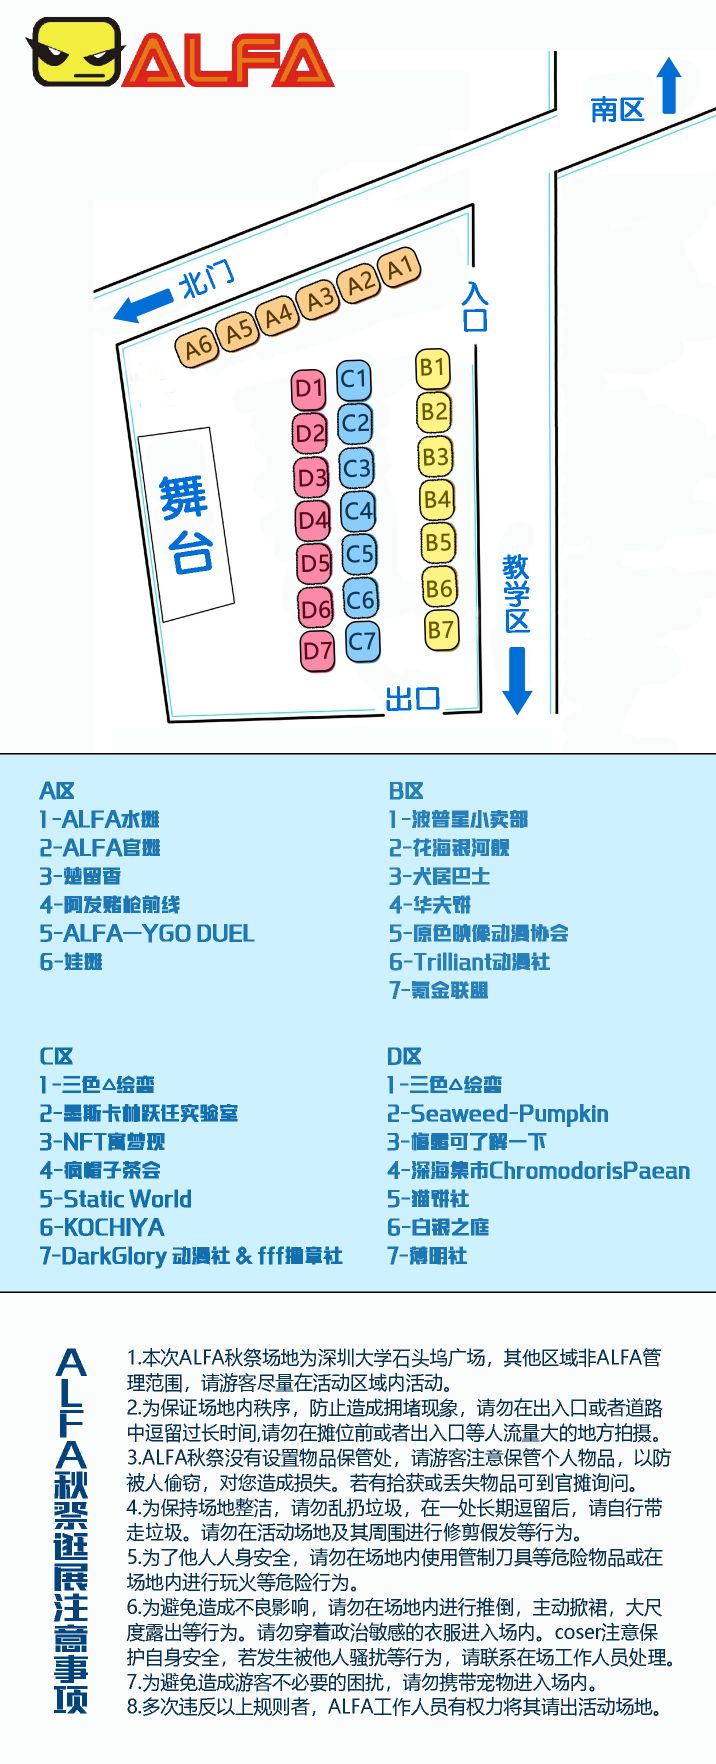 ALFA
南区
北门
入口
A1
A2
A3
A4
A5
A6
D1
D2
D3
D4
D5
D6
D7
C1
C2
C3
C4
C5
C6
C7
B1
B2
B3
B4
B5
B6
B7
舞台
教学区
出口
A区
1-ALFA水摊
2-ALFA官摊
3-楚留香
4-阿发赌枪前线
5-ALFA—YGO DUEL
6-娃摊
B区
1-波普星小卖部
2-花海银河舰
3-犬居巴士
4-华夫饼
5-原色映像动漫协会
6-Trilliant动漫社
7-氪金联盟
C区
1-三色△绘恋
2-墨斯卡林跃迁实验室
3-NFT寓梦现
4-疯帽子茶会
5-Static World
6-KOCHIYA
7-DarkGlory 动漫社 & fff撸章社
D区
1-三色△绘恋
2-Seaweed-Pumpkin
3-悔墨可了解一下
4-深海集市ChromodorisPaean
5-猫饼社
6-白银之庭
7-薄明社
ALFA秋祭逛展注意事项
1.本次ALFA秋祭场地为深圳大学石头坞广场，其他区域非ALFA管
理范围，请游客尽量在活动区域内活动。
2.为保证场地内秩序，防止造成拥堵现象，请勿在出入口或者道路
中逗留过长时间,请勿在摊位前或者出入口等人流量大的地方拍摄。
3.ALFA秋祭没有设置物品保管处，请游客注意保管个人物品，以防
被人偷窃，对您造成损失。若有拾获或丢失物品可到官摊询问。
4.为保持场地整洁，请勿乱扔垃圾，在一处长期逗留后，请自行带
走垃圾。请勿在活动场地及其周围进行修剪假发等行为。
5.为了他人人身安全，请勿在场地内使用管制刀具等危险物品或在
场地内进行玩火等危险行为。
6.为避免造成不良影响，请勿在场地内进行推倒，主动掀裙，大尺
度露出等行为。请勿穿着政治敏感的衣服进入场内。coser注意保
护自身安全，若发生被他人骚扰等行为，请联系在场工作人员处理。
7.为避免造成游客不必要的困扰，请勿携带宠物进入场内。
8.多次违反以上规则者，ALFA工作人员有权力将其请出活动场地。